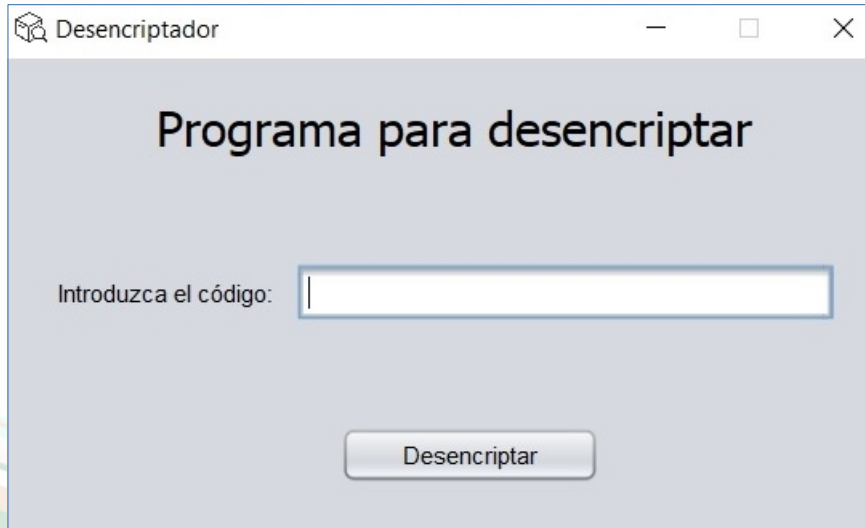 Desencriptador
Programa para desencriptar
Introduzca el código:
Desencriptar